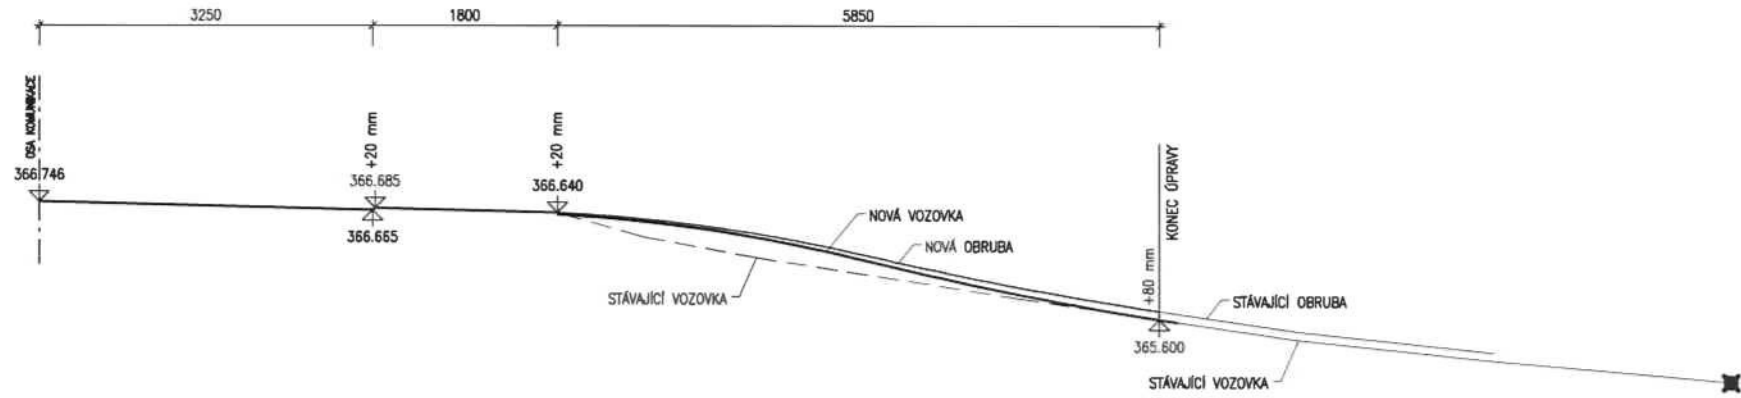 3250
1800
5850
OSA KOMUNIKACE
366.746
+20 mm
366.685
366.665
+20 mm
366.640
NOVÁ VOZOVKA
NOVÁ OBRUBA
STÁVAJÍCÍ VOZOVKA
KONEC ÚPRAVY
+80 mm
365.600
STÁVAJÍCÍ OBRUBA
STÁVAJÍCÍ VOZOVKA